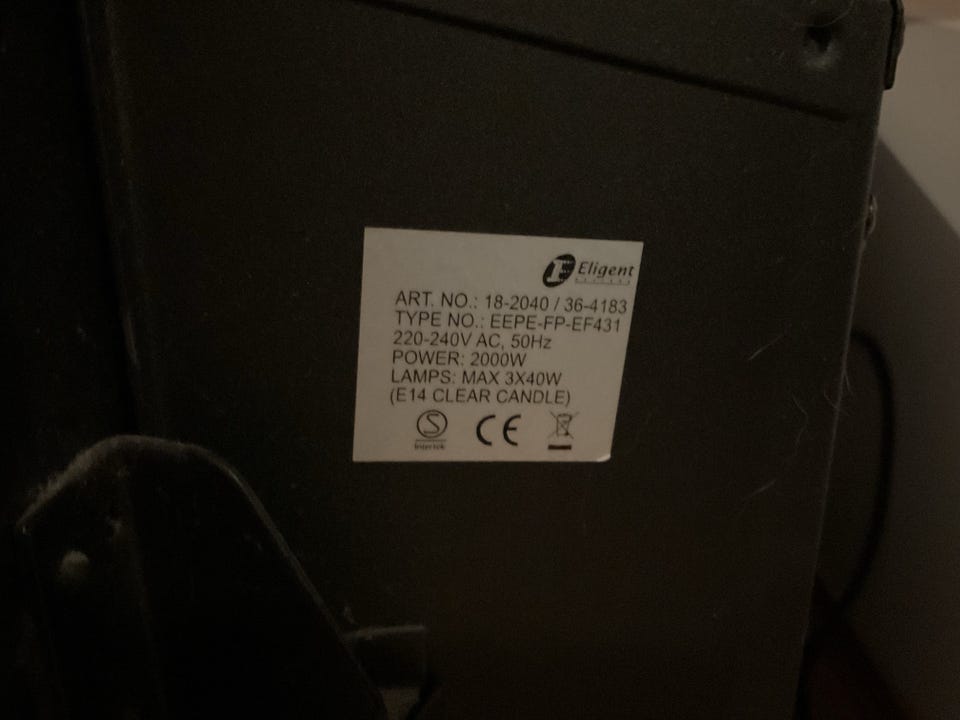 Eligent
ART. NO.: 18-2040 / 36-4183
TYPE NO.: EEPE-FP-EF431
220-240V AC, 50Hz
POWER: 2000W
LAMPS: MAX 3X40W
(E14 CLEAR CANDLE)
S
Intertek
CE